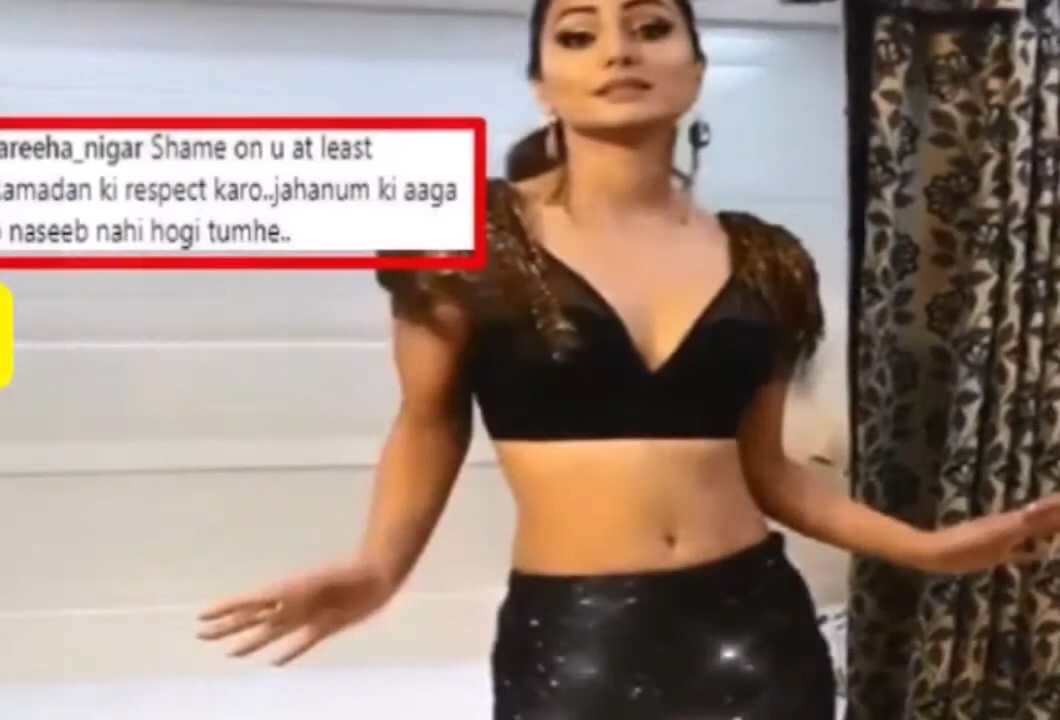 areeha_nigar Shame on u at least
amadan ki respect karo..jahanum ki aaga
naseeb nahi hogi tumhe..